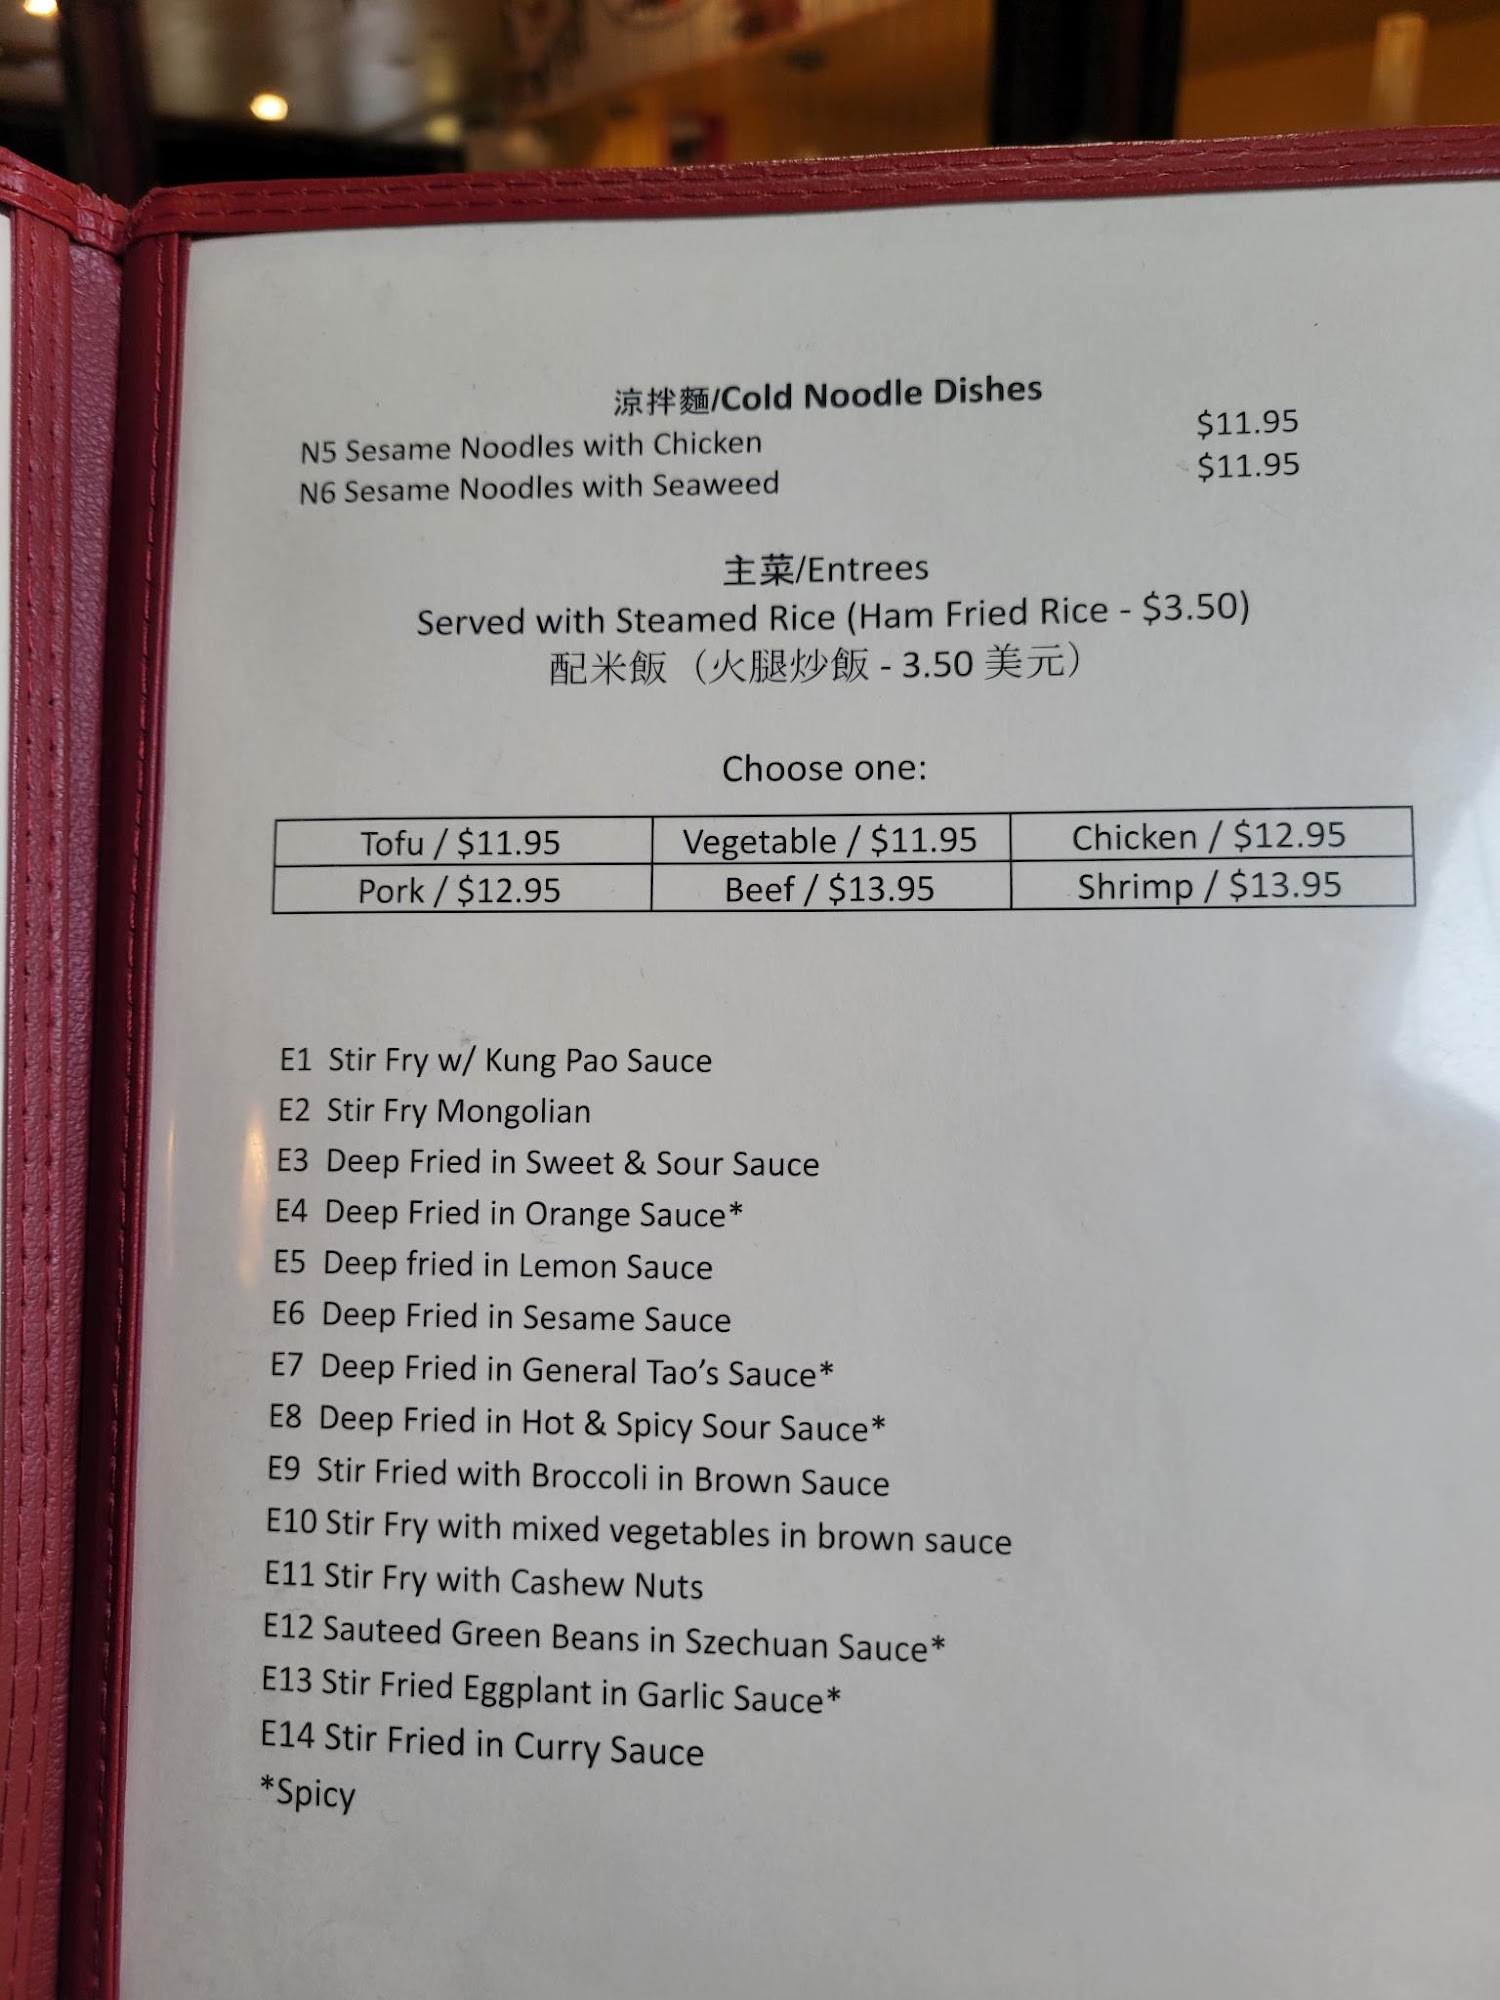 涼拌麵/Cold Noodle Dishes
N5 Sesame Noodles with Chicken $11.95
N6 Sesame Noodles with Seaweed $11.95
主菜/Entrees
Served with Steamed Rice (Ham Fried Rice - $3.50)
配米飯（火腿炒飯 - 3.50 美元）
Choose one:
Tofu / $11.95 Vegetable / $11.95 Chicken / $12.95
Pork / $12.95 Beef / $13.95 Shrimp / $13.95
E1 Stir Fry w/ Kung Pao Sauce
E2 Stir Fry Mongolian
E3 Deep Fried in Sweet & Sour Sauce
E4 Deep Fried in Orange Sauce*
E5 Deep fried in Lemon Sauce
E6 Deep Fried in Sesame Sauce
E7 Deep Fried in General Tao’s Sauce*
E8 Deep Fried in Hot & Spicy Sour Sauce*
E9 Stir Fried with Broccoli in Brown Sauce
E10 Stir Fry with mixed vegetables in brown sauce
E11 Stir Fry with Cashew Nuts
E12 Sauteed Green Beans in Szechuan Sauce*
E13 Stir Fried Eggplant in Garlic Sauce*
E14 Stir Fried in Curry Sauce
*Spicy